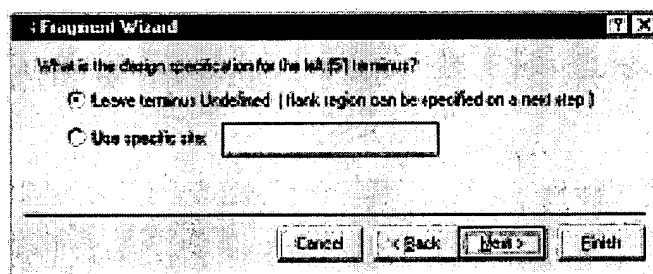 Fragment Wizard
What is the design specification for the left (5') terminus?
Leave terminus Undefined (flank region can be specified on a next step)
Use specific site:
Cancel < Back Next > Finish